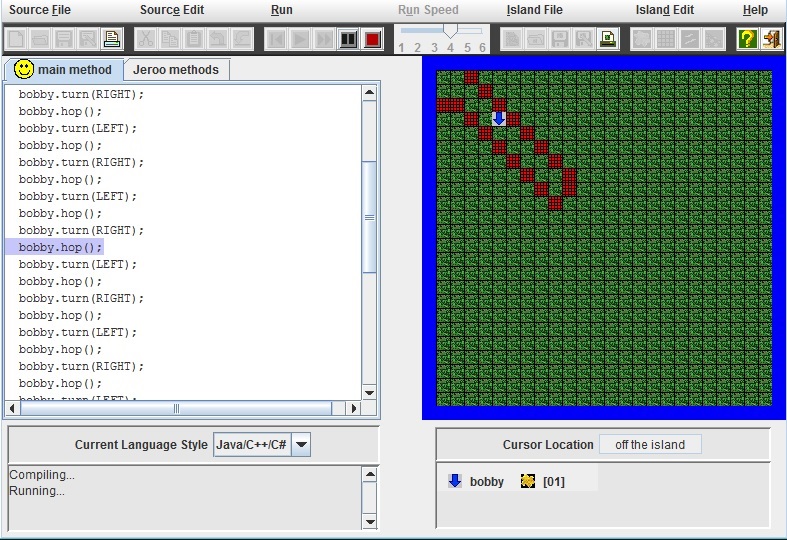 Source File Source Edit Run Run Speed Island File Island Edit Help
1 2 3 4 5 6
main method Jeroo methods
bobby.turn(RIGHT);
bobby.hop();
bobby.turn(LEFT);
bobby.hop();
bobby.turn(RIGHT);
bobby.hop();
bobby.turn(LEFT);
bobby.hop();
bobby.turn(RIGHT);
bobby.hop();
bobby.turn(LEFT);
bobby.hop();
bobby.turn(RIGHT);
bobby.hop();
bobby.turn(LEFT);
bobby.hop();
bobby.turn(RIGHT);
bobby.hop();
bobby.turn(LEFT);
Current Language Style Java/C++/C#
Cursor Location off the island
Compiling...
Running...
bobby [01]